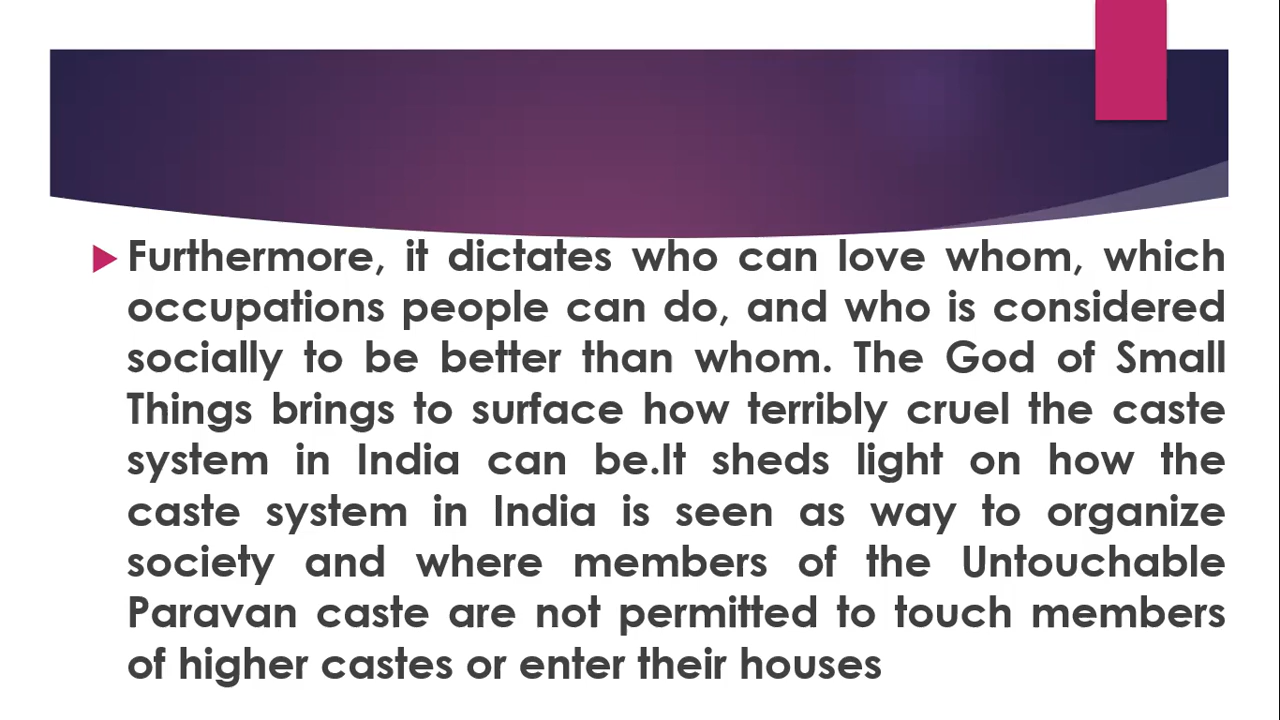 Furthermore, it dictates who can love whom, which
occupations people can do, and who is considered
socially to be better than whom. The God of Small
Things brings to surface how terribly cruel the caste
system in India can be.It sheds light on how the
caste system in India is seen as way to organize
society and where members of the Untouchable
Paravan caste are not permitted to touch members
of higher castes or enter their houses